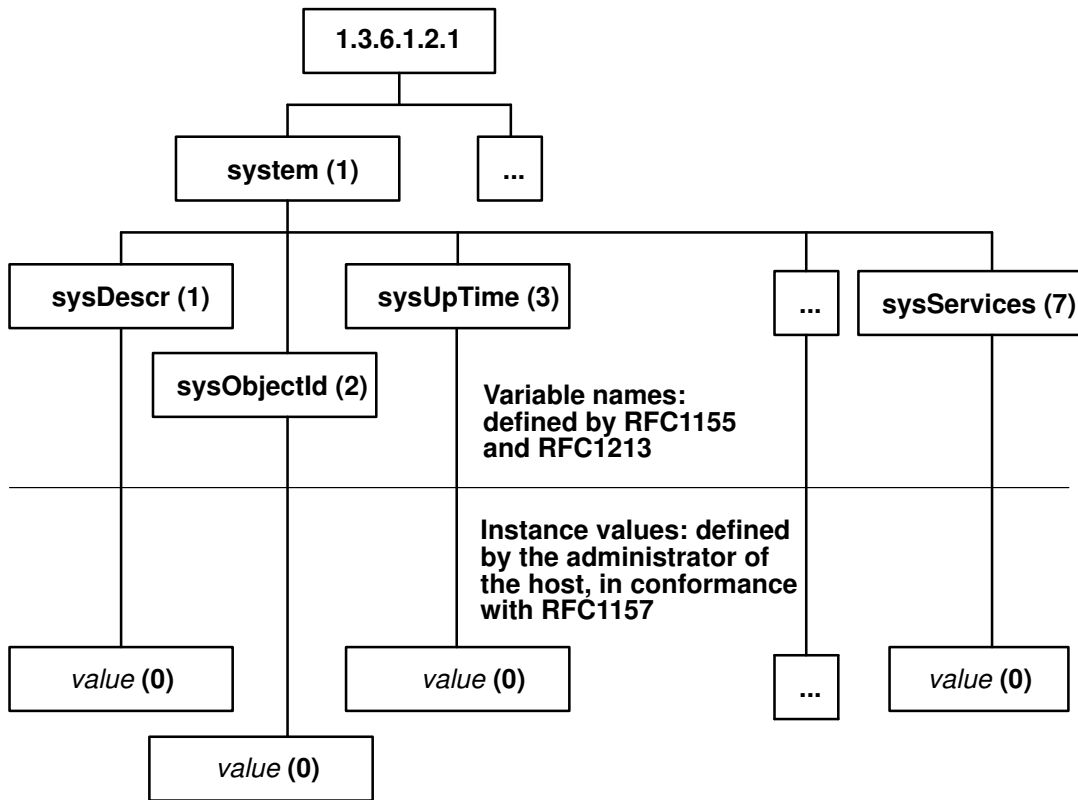 1.3.6.1.2.1
system (1)
...
sysDescr (1)
sysUpTime (3)
...
sysServices (7)
sysObjectId (2)
Variable names:
defined by RFC1155
and RFC1213
Instance values: defined
by the administrator of
the host, in conformance
with RFC1157
value (0)
value (0)
...
value (0)
value (0)